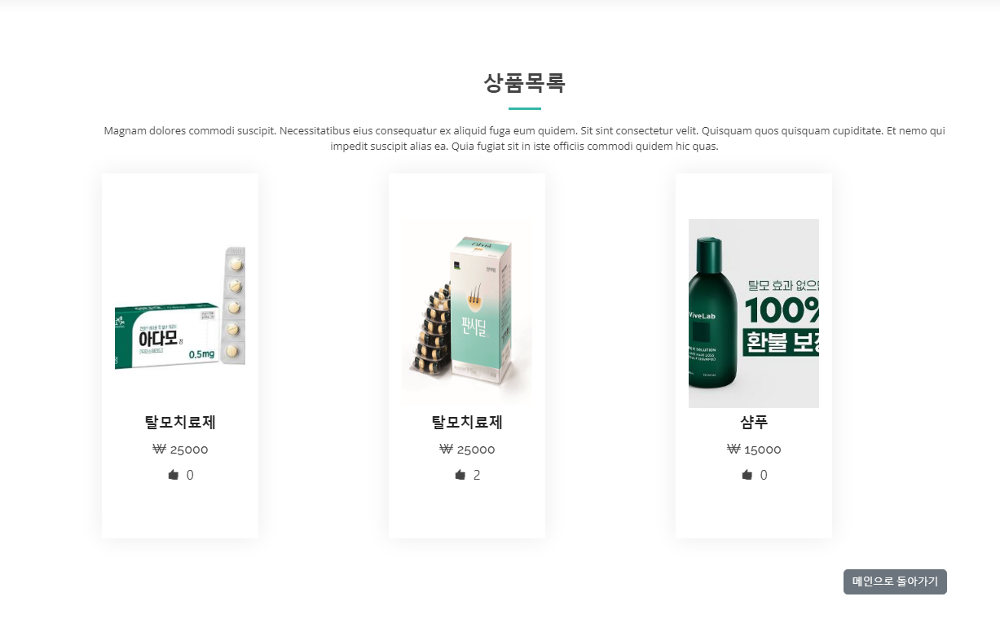 상품목록
Magnam dolores commodi suscipit. Necessitatibus eius consequatur ex aliquid fuga eum quidem. Sit sint consectetur velit. Quisquam quos quisquam cupiditate. Et nemo qui
impedit suscipit alias ea. Quia fugiat sit in iste officiis commodi quidem hic quas.
아다모 정
0.5mg
탈모치료제
₩ 25000
0
판시딜
탈모치료제
₩ 25000
2
탈모 효과 없으
100%
환불 보장
ViveLab
샴푸
₩ 15000
0
메인으로 돌아가기